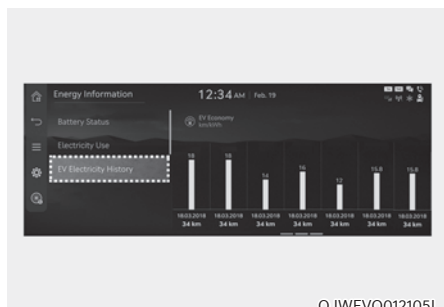 Energy Information
12:34 AM Feb. 19
Battery Status
EV Economy
km/kWh
Electricity Use
EV Electricity History
18 18 14 16 12 15.8 15.8
18.03.2018 18.03.2018 18.03.2018 18.03.2018 18.03.2018 18.03.2018 18.03.2018
34 km 34 km 34 km 34 km 34 km 34 km 34 km